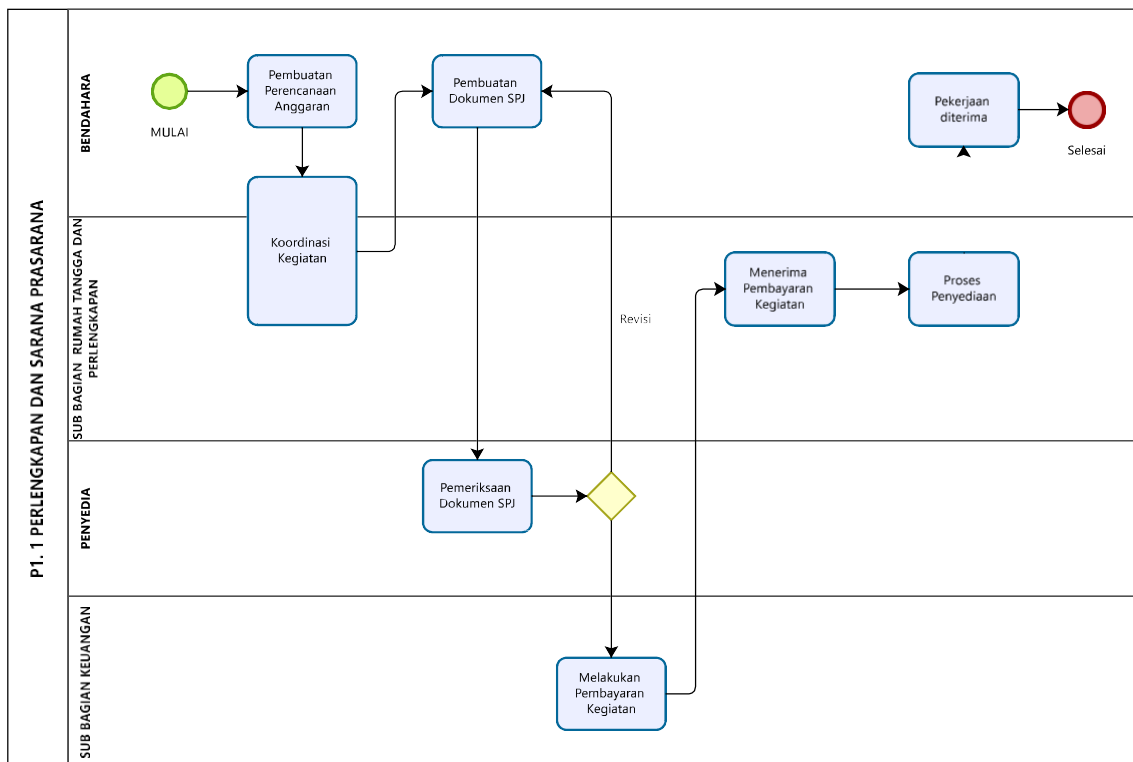 P1. 1 PERLENGKAPAN DAN SARANA PRASARANA
BENDAHARA
MULAI
Pembuatan
Perencanaan
Anggaran
Pembuatan
Dokumen SPJ
Pekerjaan
diterima
Selesai
Koordinasi
Kegiatan
SUB BAGIAN RUMAH TANGGA DAN
PERLENGKAPAN
Menerima
Pembayaran
Kegiatan
Proses
Penyediaan
Revisi
PENYEDIA
Pemeriksaan
Dokumen SPJ
SUB BAGIAN KEUANGAN
Melakukan
Pembayaran
Kegiatan